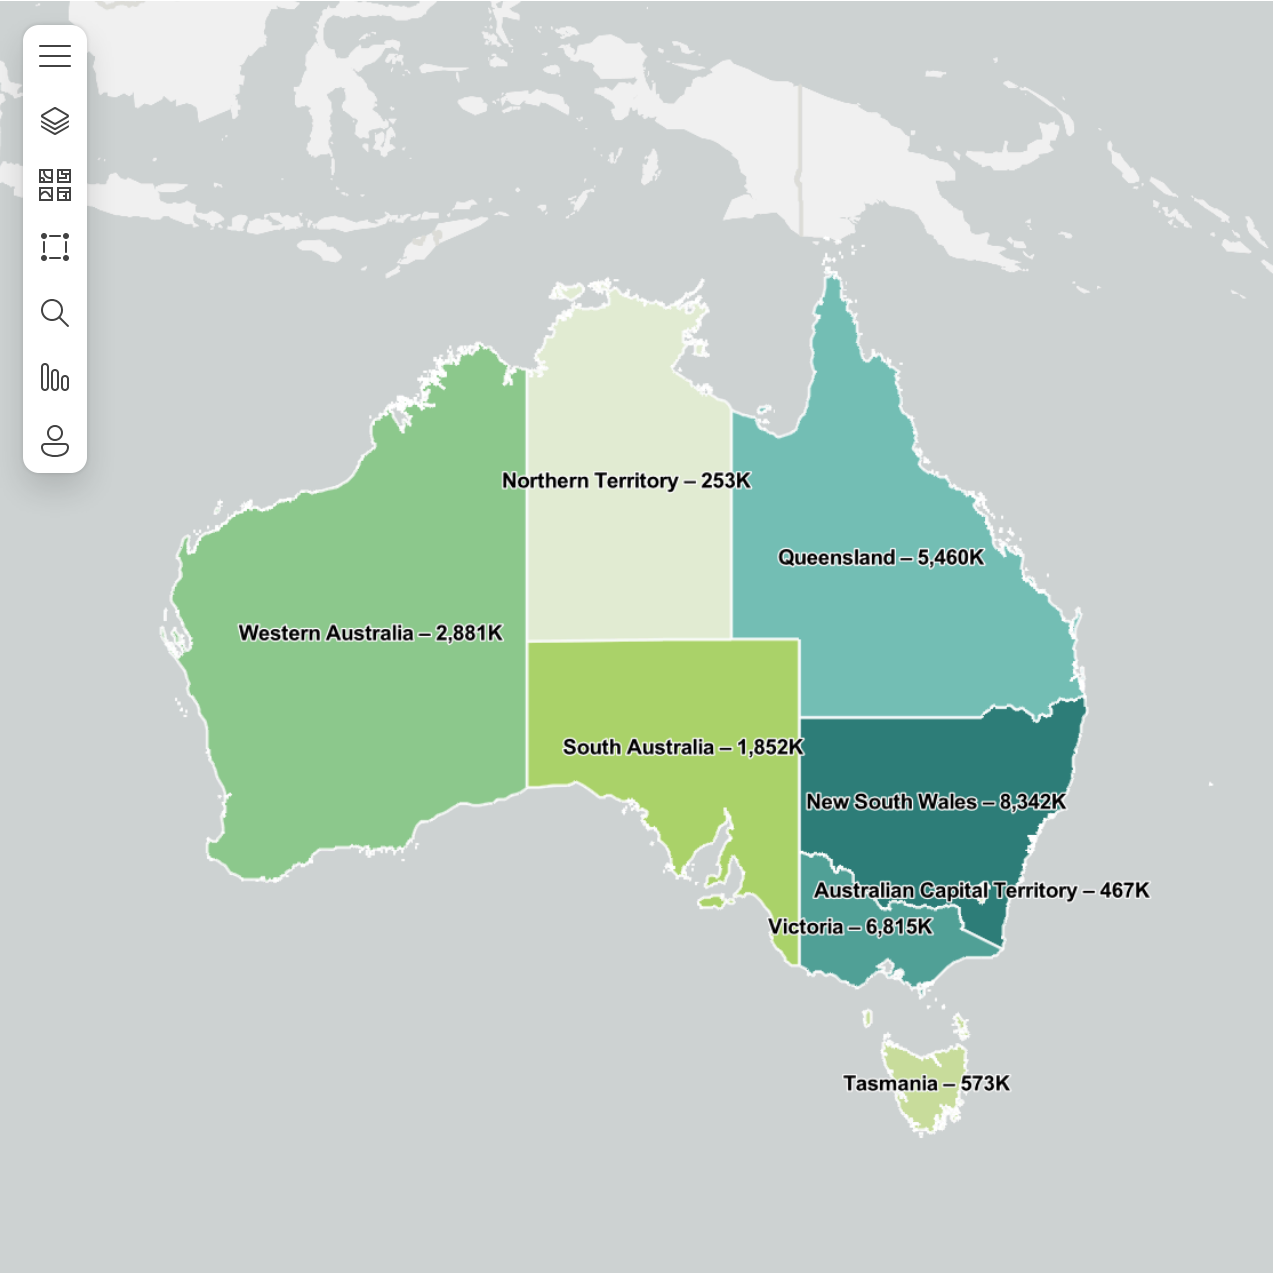 Northern Territory – 253K
Queensland – 5,460K
Western Australia – 2,881K
South Australia – 1,852K
New South Wales – 8,342K
Australian Capital Territory – 467K
Victoria – 6,815K
Tasmania – 573K